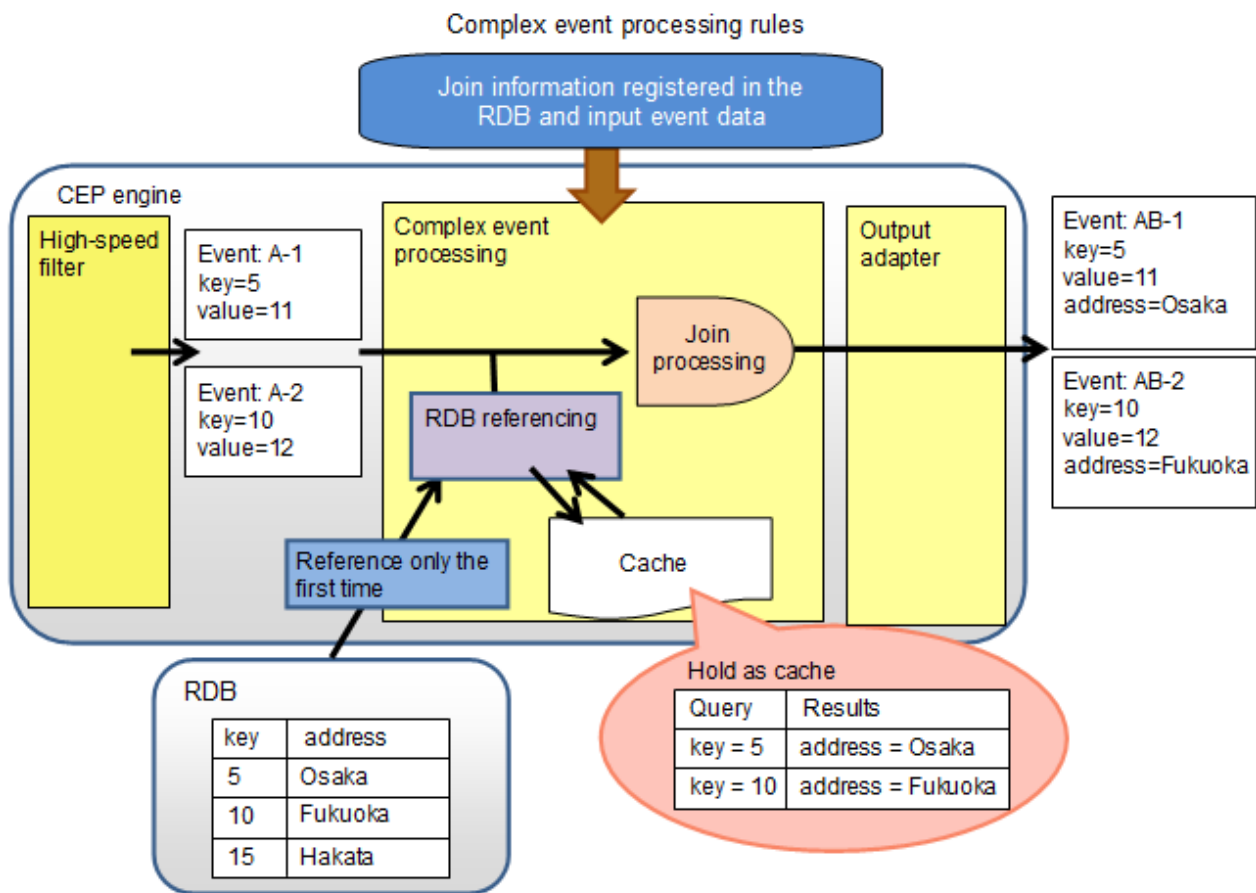 Complex event processing rules
Join information registered in the
RDB and input event data
CEP engine
High-speed
filter
Event: A-1
key=5
value=11
Event: A-2
key=10
value=12
Complex event
processing
Join
processing
RDB referencing
Cache
Reference only the
first time
Output
adapter
Event: AB-1
key=5
value=11
address=Osaka
Event: AB-2
key=10
value=12
address=Fukuoka
RDB
key address
5 Osaka
10 Fukuoka
15 Hakata
Hold as cache
Query Results
key = 5 address = Osaka
key = 10 address = Fukuoka